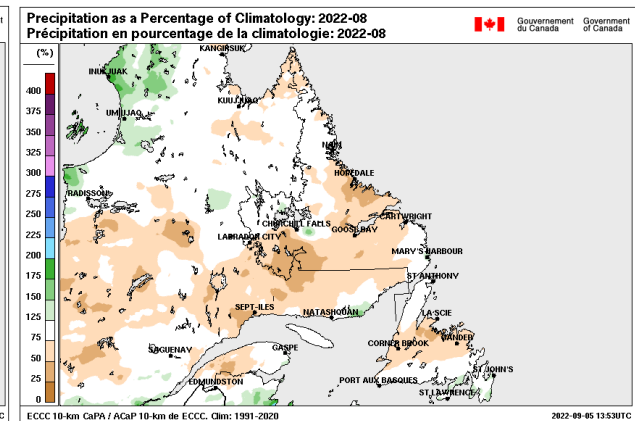 Precipitation as a Percentage of Climatology: 2022-08
Précipitation en pourcentage de la climatologie: 2022-08
Gouvernement du Canada
Government of Canada
(%)
400
375
350
325
300
275
250
225
200
175
150
125
75
50
25
0
KANGIRSUK
INUKJUAK
KUUJJUAQ
UMIUJAQ
NAIN
HOPEDALE
RADISSON
CARTWRIGHT
CHURCHILL FALLS
LABRADOR CITY
GOOSE BAY
MARY'S HARBOUR
ST ANTHONY
SEPT-ILES
NATASHQUAN
LA SCIE
GANDER
CORNER BROOK
SAGUENAY
GASPE
ST JOHN'S
EDMUNDSTON
PORT AUX BASQUES
ST LAWRENCE
ECCC 10-km CaPA / ACaP 10-km de ECCC. Clim: 1991-2020
2022-09-05 13:53UTC